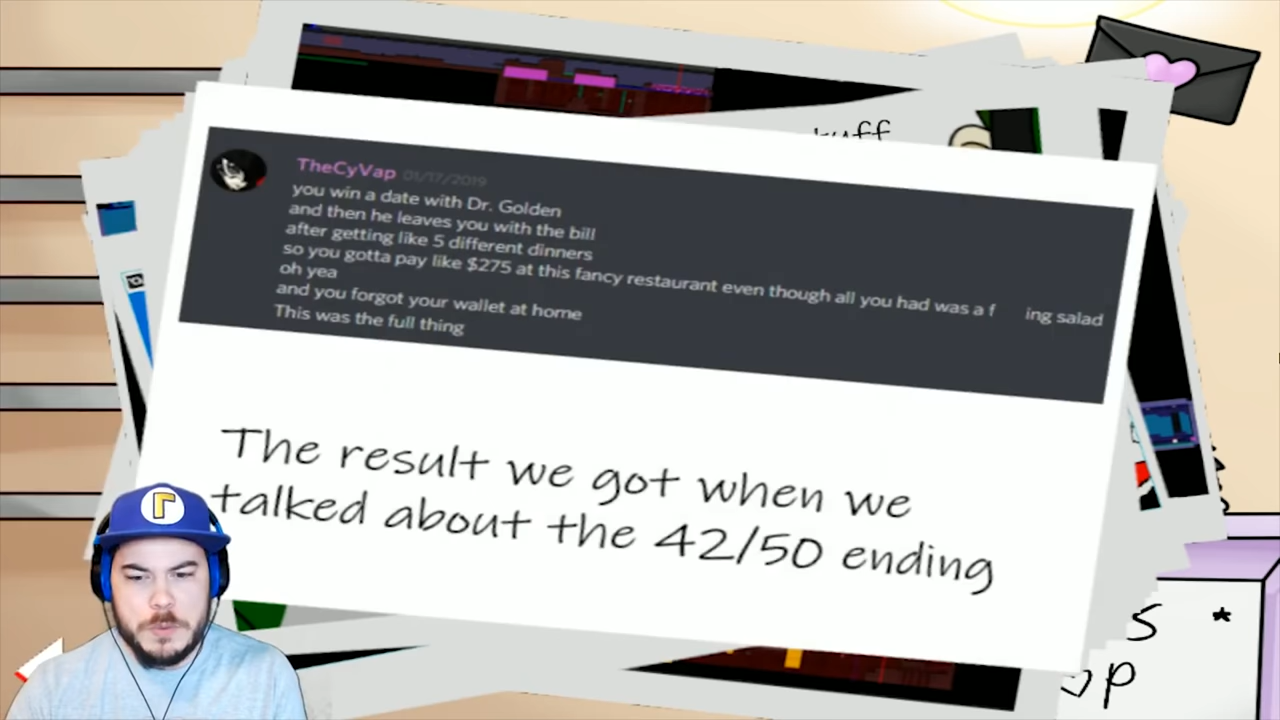 TheCyVap 01/17/2019
you win a date with Dr. Golden
and then he leaves you with the bill
after getting like 5 different dinners
so you gotta pay like $275 at this fancy restaurant even though all you had was a f ing salad
oh yea
and you forgot your wallet at home
This was the full thing
The result we got when we
talked about the 42/50 ending